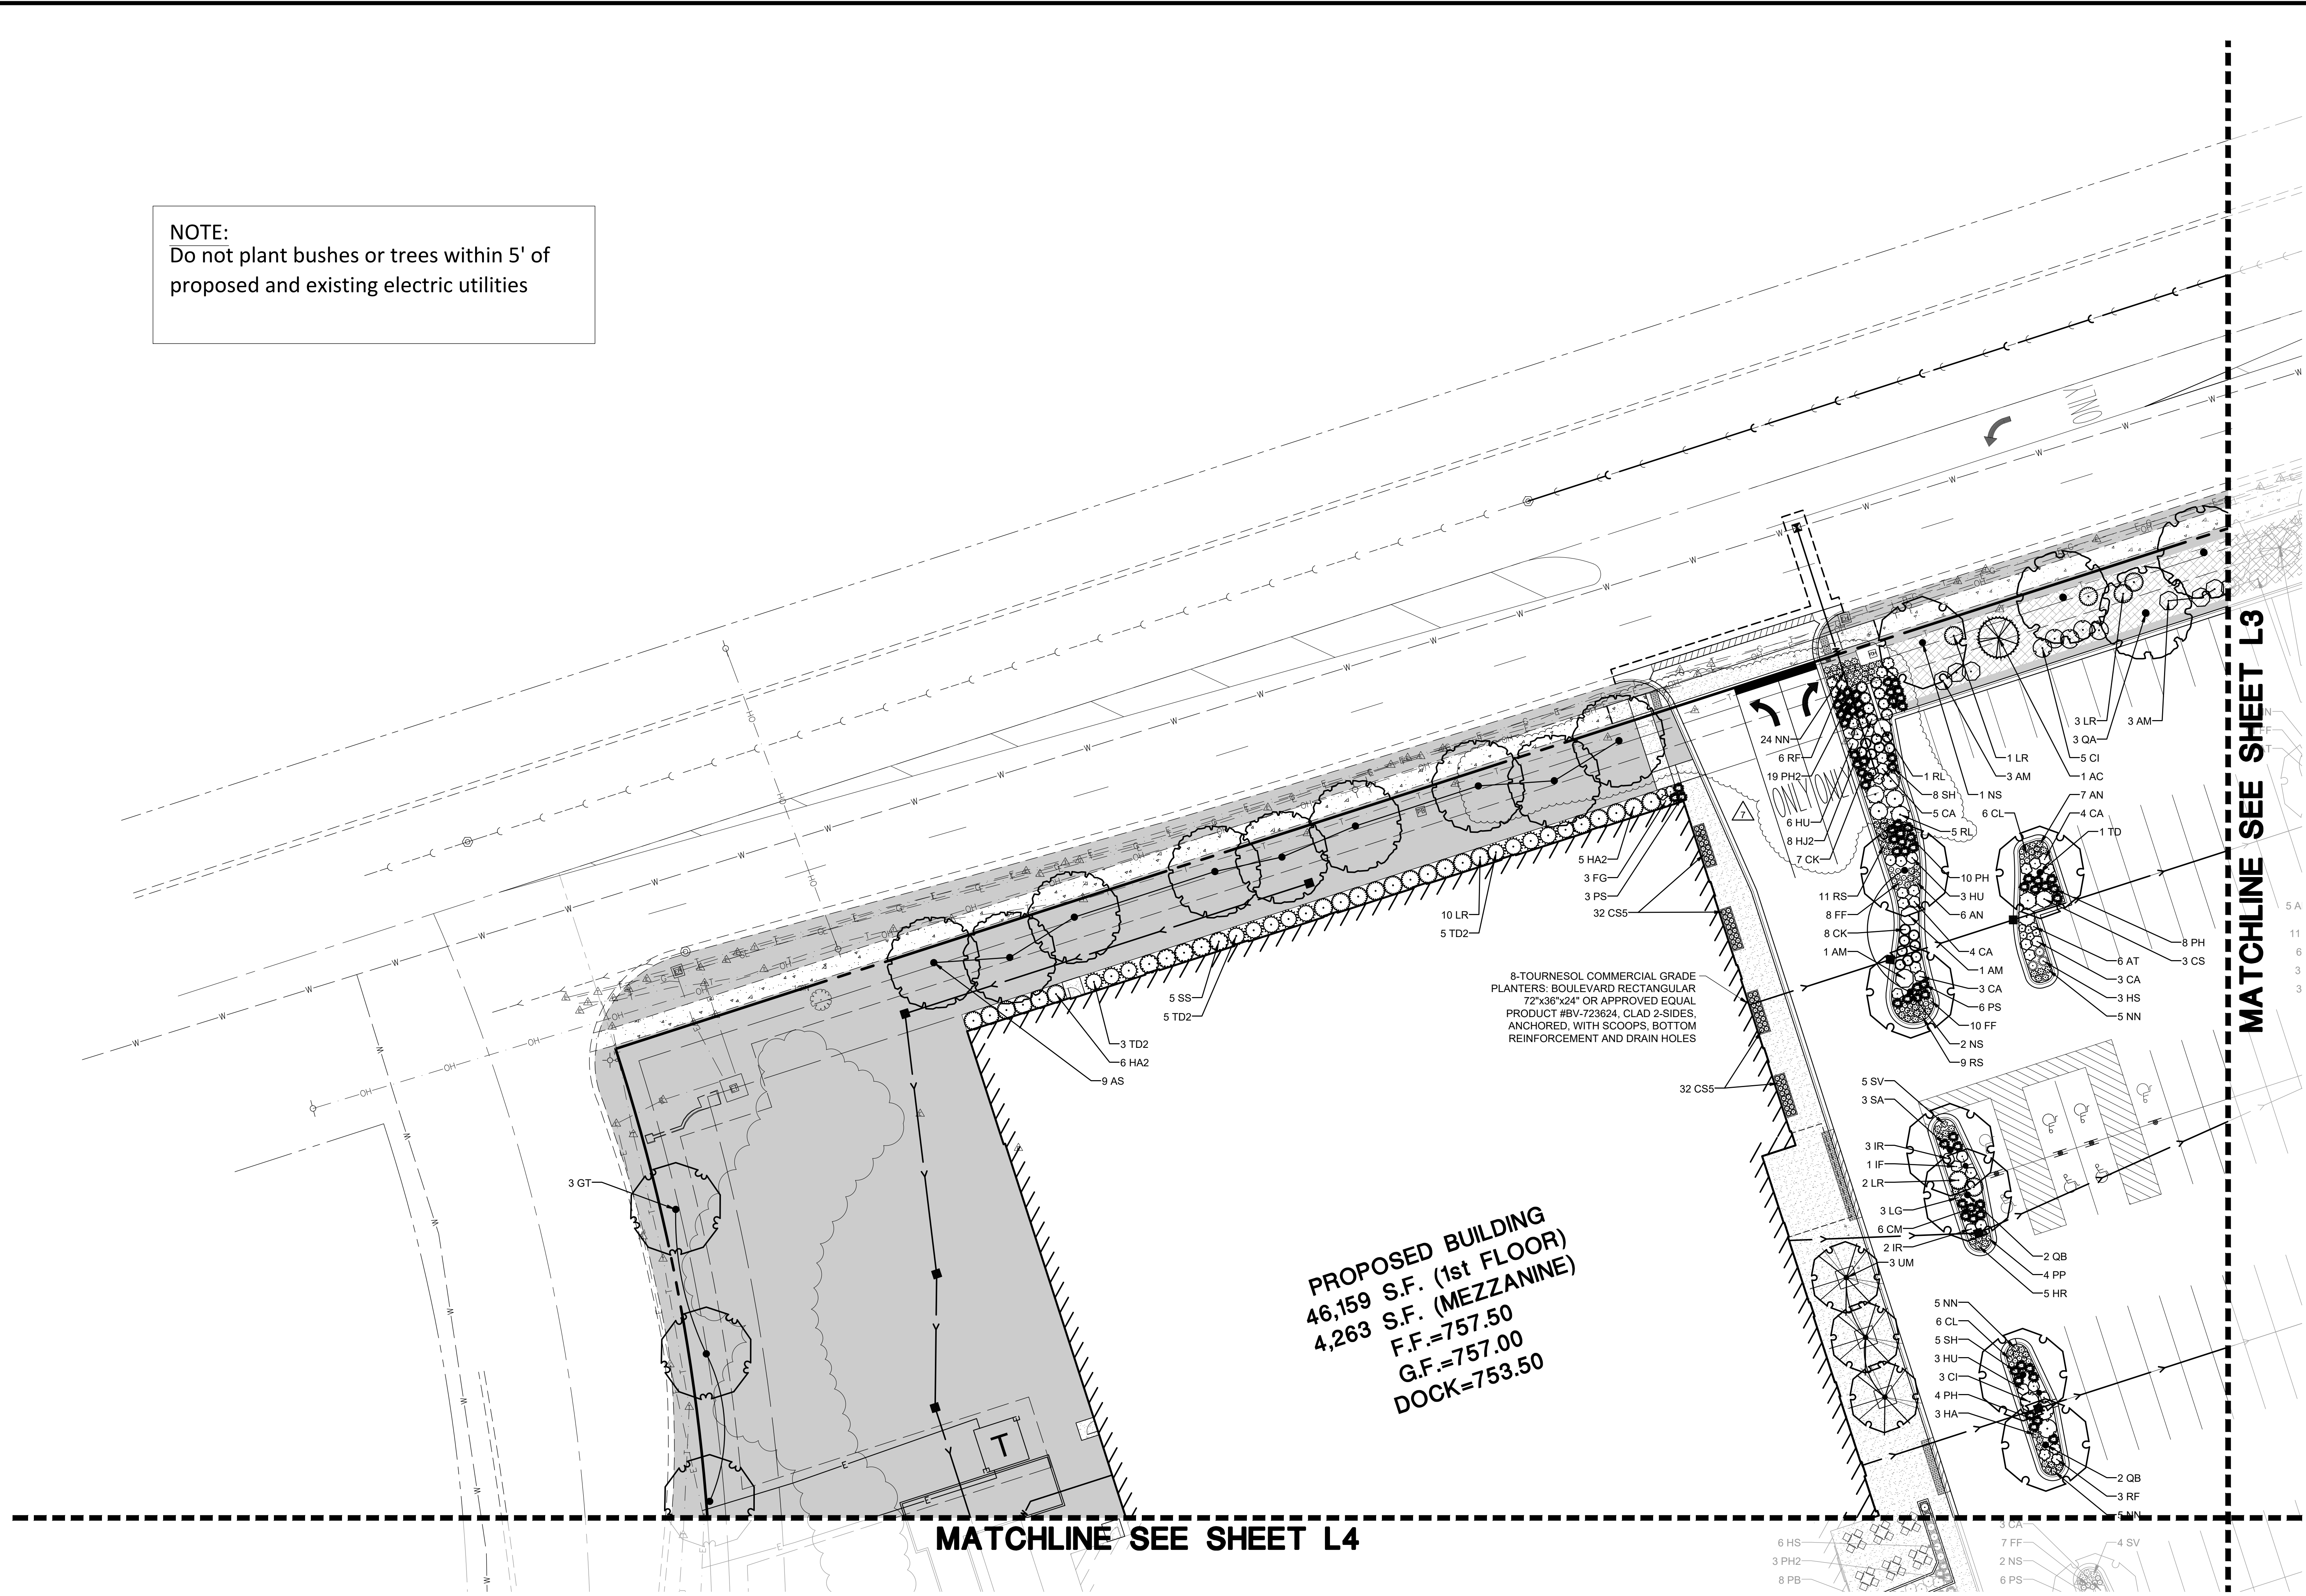 NOTE:
Do not plant bushes or trees within 5' of
proposed and existing electric utilities
ONLY
MATCHLINE SEE SHEET L3
3 LR
3 AM
3 QA
24 NN
6 RF
19 PH2
ONLY
ONLY
6 HU
8 HJ2
7 CK
7
1 LR
3 AM
1 NS
5 CI
1 AC
1 RL
8 SH
5 CA
5 RL
7 AN
4 CA
1 TD
6 CL
5 HA2
3 FG
3 PS
32 CS5
10 LR
5 TD2
11 RS
8 FF
8 CK
1 AM
10 PH
3 HU
6 AN
4 CA
1 AM
3 CA
6 PS
10 FF
2 NS
9 RS
8 PH
3 CS
6 AT
3 CA
3 HS
5 NN
5 SS
5 TD2
3 TD2
6 HA2
9 AS
8-TOURNESOL COMMERCIAL GRADE
PLANTERS: BOULEVARD RECTANGULAR
72"x36"x24" OR APPROVED EQUAL
PRODUCT #BV-723624, CLAD 2-SIDES,
ANCHORED, WITH SCOOPS, BOTTOM
REINFORCEMENT AND DRAIN HOLES
32 CS5
5 SV
3 SA
3 IR
1 IF
2 LR
3 LG
6 CM
2 IR
3 UM
2 QB
4 PP
5 HR
3 GT
PROPOSED BUILDING
46,159 S.F. (1st FLOOR)
4,263 S.F. (MEZZANINE)
F.F.=757.50
G.F.=757.00
DOCK=753.50
5 NN
6 CL
5 SH
3 HU
3 CI
4 PH
3 HA
2 QB
3 RF
5 NN
T
MATCHLINE SEE SHEET L4
6 HS
3 PH2
8 PB
3 CA
7 FF
2 NS
6 PS
4 SV
5 A
11
6
3
3